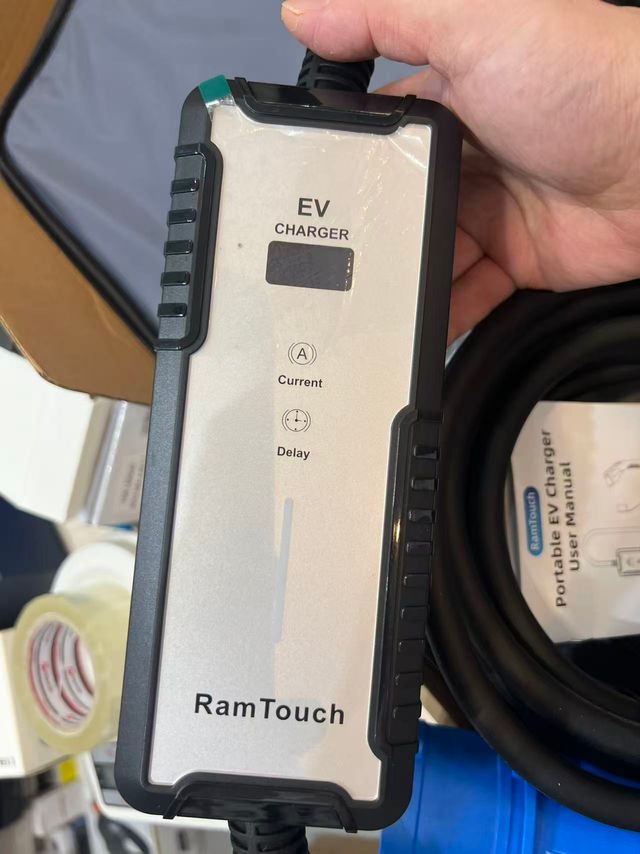 EV
CHARGER
A
Current
Delay
RamTouch
RamTouch
Portable EV Charger
User Manual